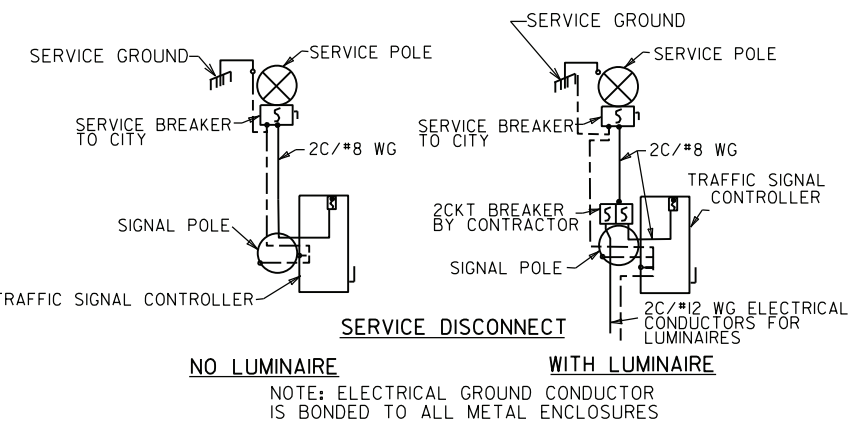 SERVICE GROUND
SERVICE POLE
SERVICE BREAKER
TO CITY
2C/#8 WG
SIGNAL POLE
TRAFFIC SIGNAL CONTROLLER
SERVICE GROUND
SERVICE POLE
SERVICE BREAKER
TO CITY
2C/#8 WG
TRAFFIC SIGNAL
CONTROLLER
2CKT BREAKER
BY CONTRACTOR
SIGNAL POLE
2C/#12 WG ELECTRICAL
CONDUCTORS FOR
LUMINAIRES
SERVICE DISCONNECT
NO LUMINAIRE
WITH LUMINAIRE
NOTE: ELECTRICAL GROUND CONDUCTOR
IS BONDED TO ALL METAL ENCLOSURES